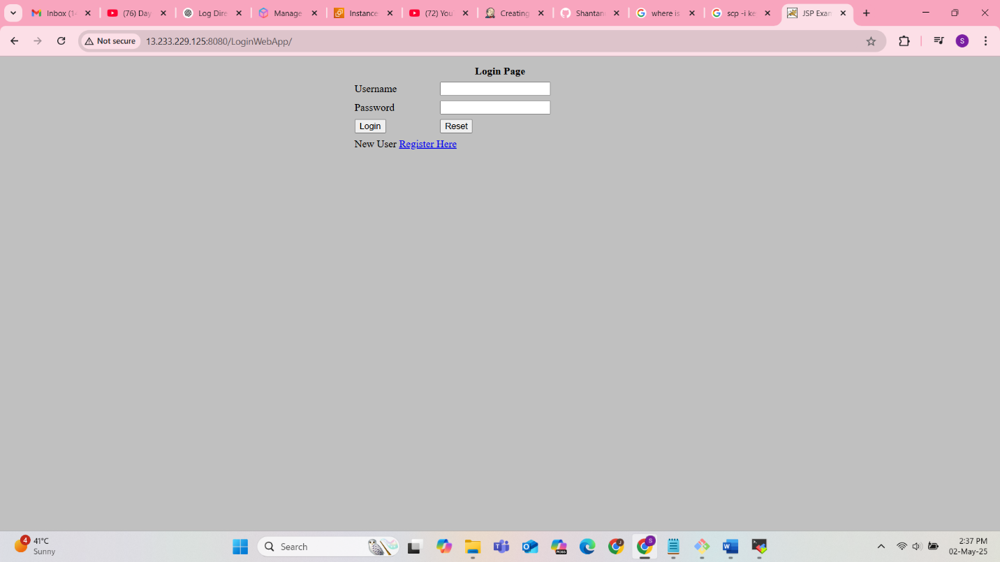 Inbox (1-
(76) Day
Log Dire
Manage
Instance
(72) You
Creating
Shantan
where is
scp -i ke
JSP Exam
Not secure
13.233.229.125:8080/LoginWebApp/
S
Login Page
Username
Password
Login
Reset
New User Register Here
4
41°C
Sunny
Search
M365
J
S
W
2:37 PM
02-May-25